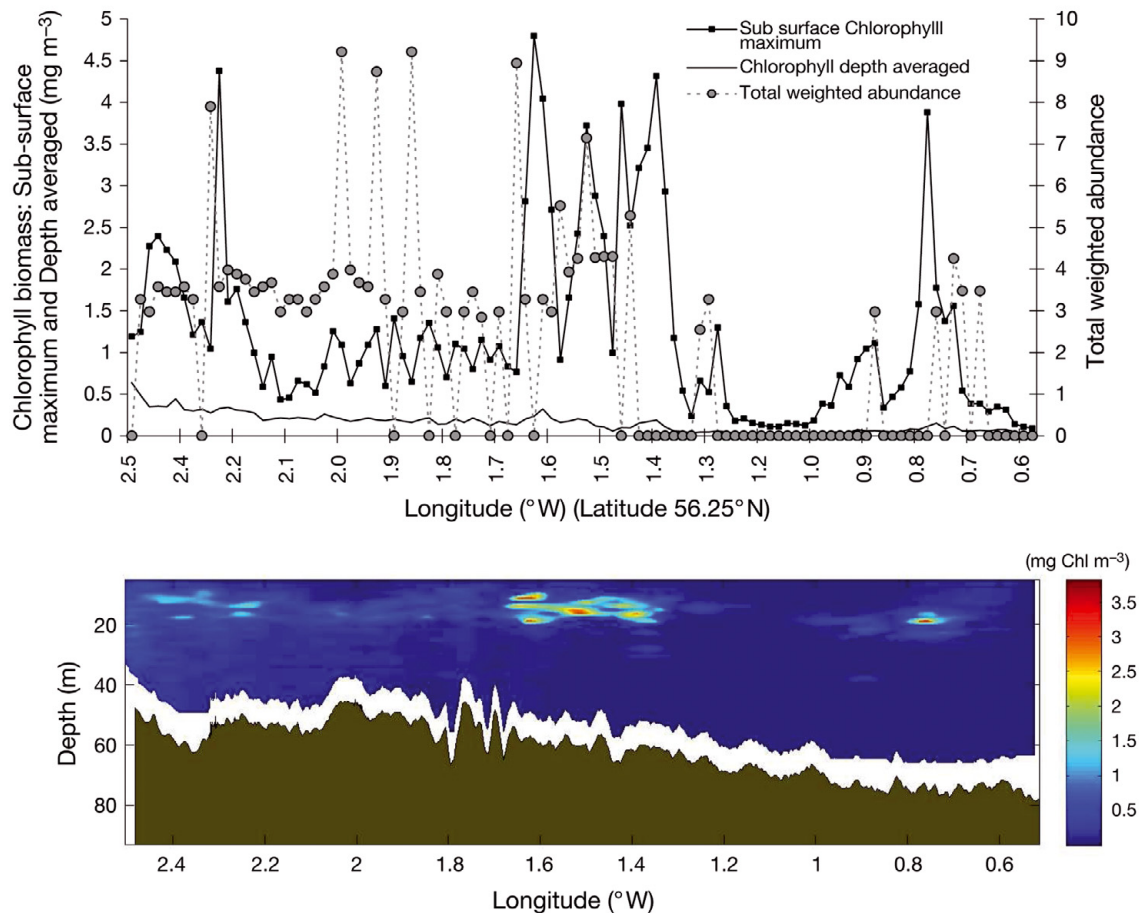 5
4.5
4
3.5
3
2.5
2
1.5
1
0.5
0
Chlorophyll biomass: Sub-surface
maximum and Depth averaged (mg m⁻³)
Sub surface Chlorophylll
maximum
Chlorophyll depth averaged
Total weighted abundance
10
9
8
7
6
5
4
3
2
1
0
Total weighted abundance
2.5 2.4 2.2 2.1 2.0 1.9 1.8 1.7 1.6 1.5 1.4 1.3 1.2 1.0 0.9 0.8 0.7 0.6
Longitude (°W) (Latitude 56.25°N)
(mg Chl m⁻³)
20
40
60
80
Depth (m)
3.5
3
2.5
2
1.5
1
0.5
2.4 2.2 2 1.8 1.6 1.4 1.2 1 0.8 0.6
Longitude (°W)